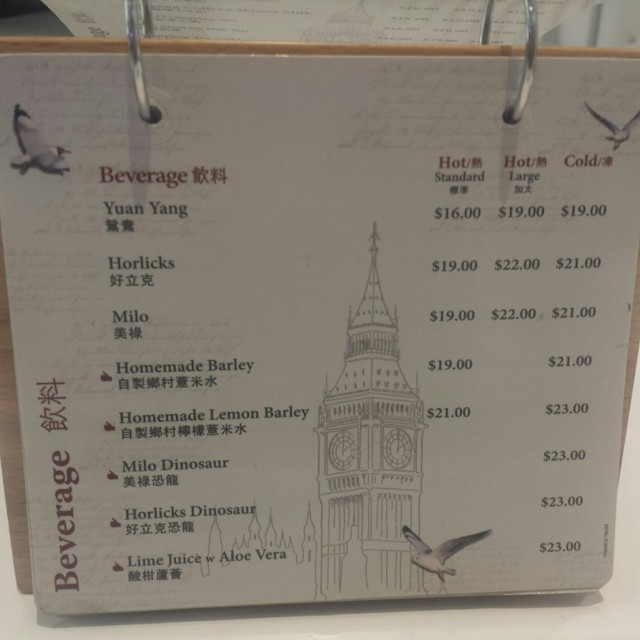 Hot/熱 Hot/熱 Cold/凍
Beverage 飲料 Standard Large
標準 加大
Yuan Yang $16.00 $19.00 $19.00
鴛鴦
Horlicks $19.00 $22.00 $21.00
好立克
Milo $19.00 $22.00 $21.00
美祿
Homemade Barley $19.00 $21.00
自製鄉村薏米水
Homemade Lemon Barley $21.00 $23.00
自製鄉村檸檬薏米水
Milo Dinosaur $23.00
美祿恐龍
Horlicks Dinosaur $23.00
好立克恐龍
Lime Juice w Aloe Vera $23.00
酸柑蘆薈
Beverage 飲料